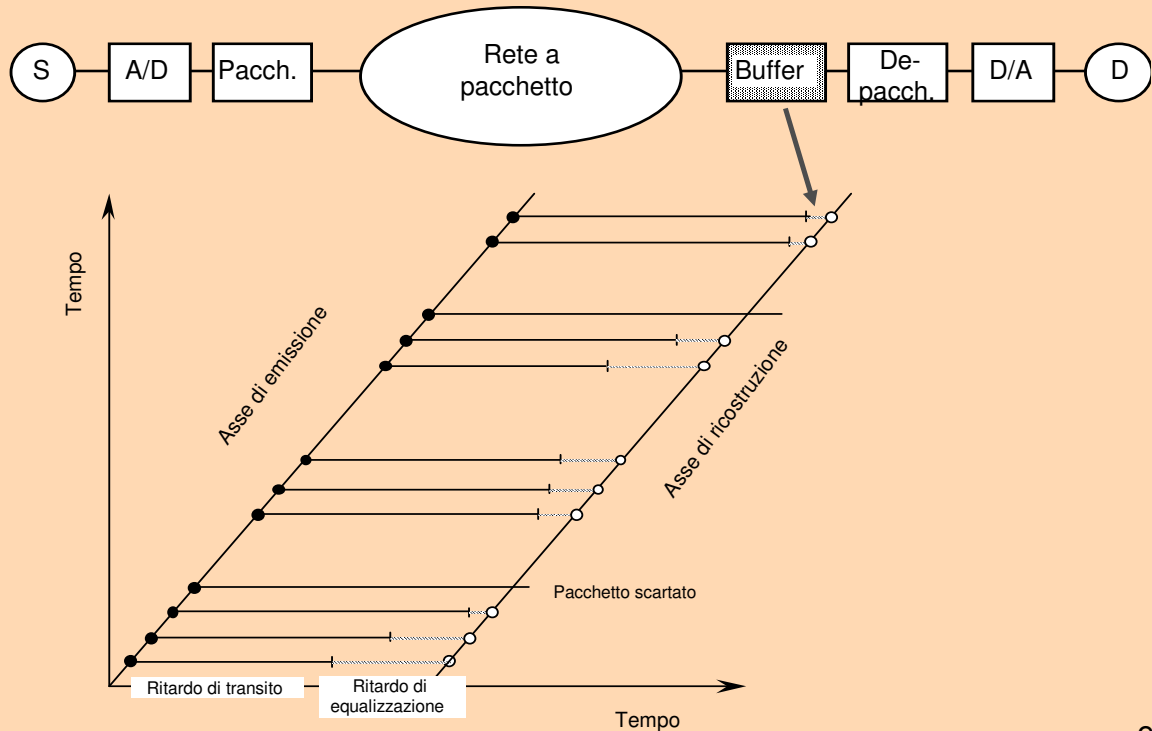 S
A/D
Pacch.
Rete a
pacchetto
Buffer
De-
pacch.
D/A
D
Tempo
Asse di emissione
Asse di ricostruzione
Pacchetto scartato
Ritardo di transito
Ritardo di
equalizzazione
Tempo